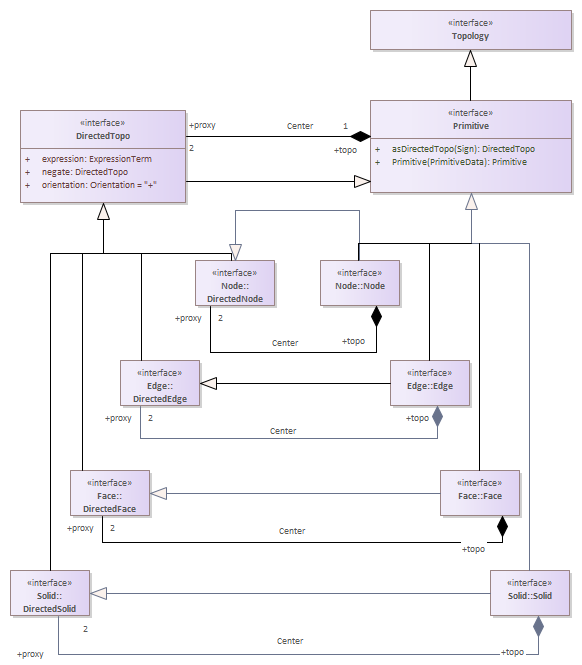 «interface»
Topology
«interface»
DirectedTopo
+ expression: ExpressionTerm
+ negate: DirectedTopo
+ orientation: Orientation = "+"
+proxy
2
Center
1
+topo
«interface»
Primitive
+ asDirectedTopo(Sign): DirectedTopo
+ Primitive(PrimitiveData): Primitive
«interface»
Node::
DirectedNode
«interface»
Node::Node
+proxy
2
Center
+topo
«interface»
Edge::
DirectedEdge
«interface»
Edge::Edge
+proxy
2
Center
+topo
«interface»
Face::
DirectedFace
«interface»
Face::Face
+proxy
2
Center
+topo
«interface»
Solid::
DirectedSolid
«interface»
Solid::Solid
2
+proxy
Center
+topo